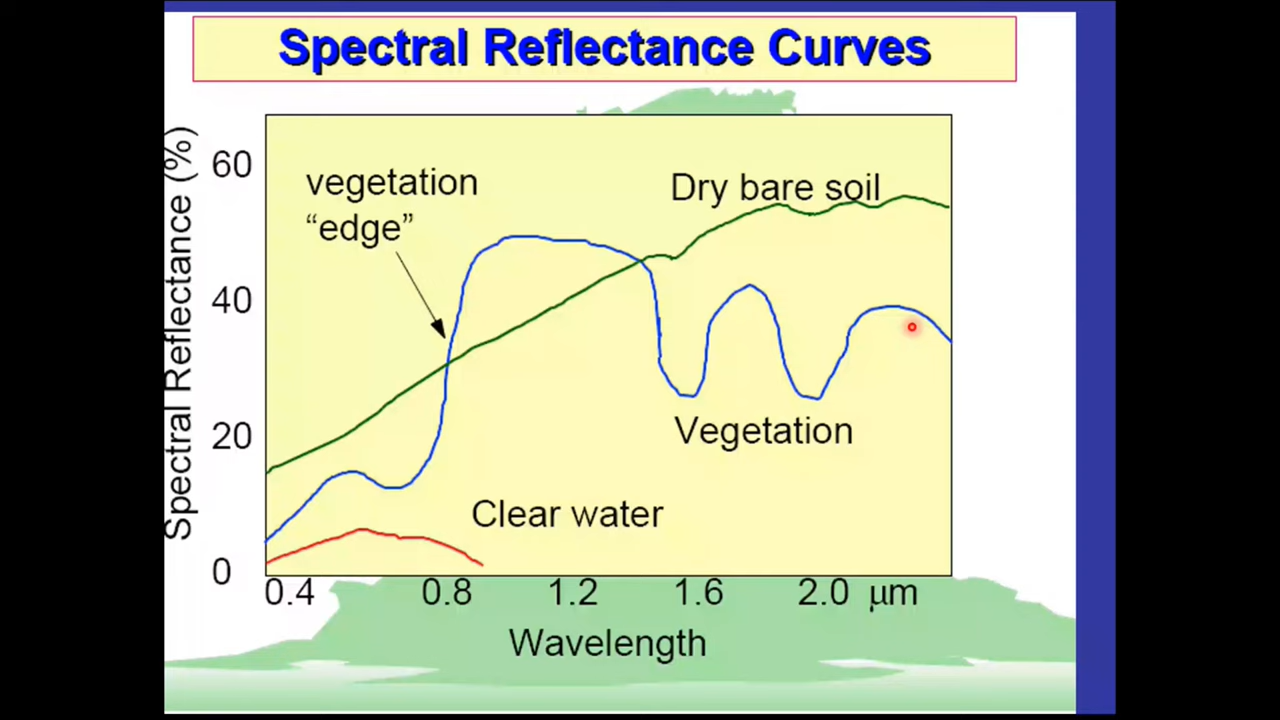 Spectral Reflectance Curves
Spectral Reflectance (%)
60
40
20
0
vegetation
“edge”
Dry bare soil
Vegetation
Clear water
0.4 0.8 1.2 1.6 2.0 μm
Wavelength